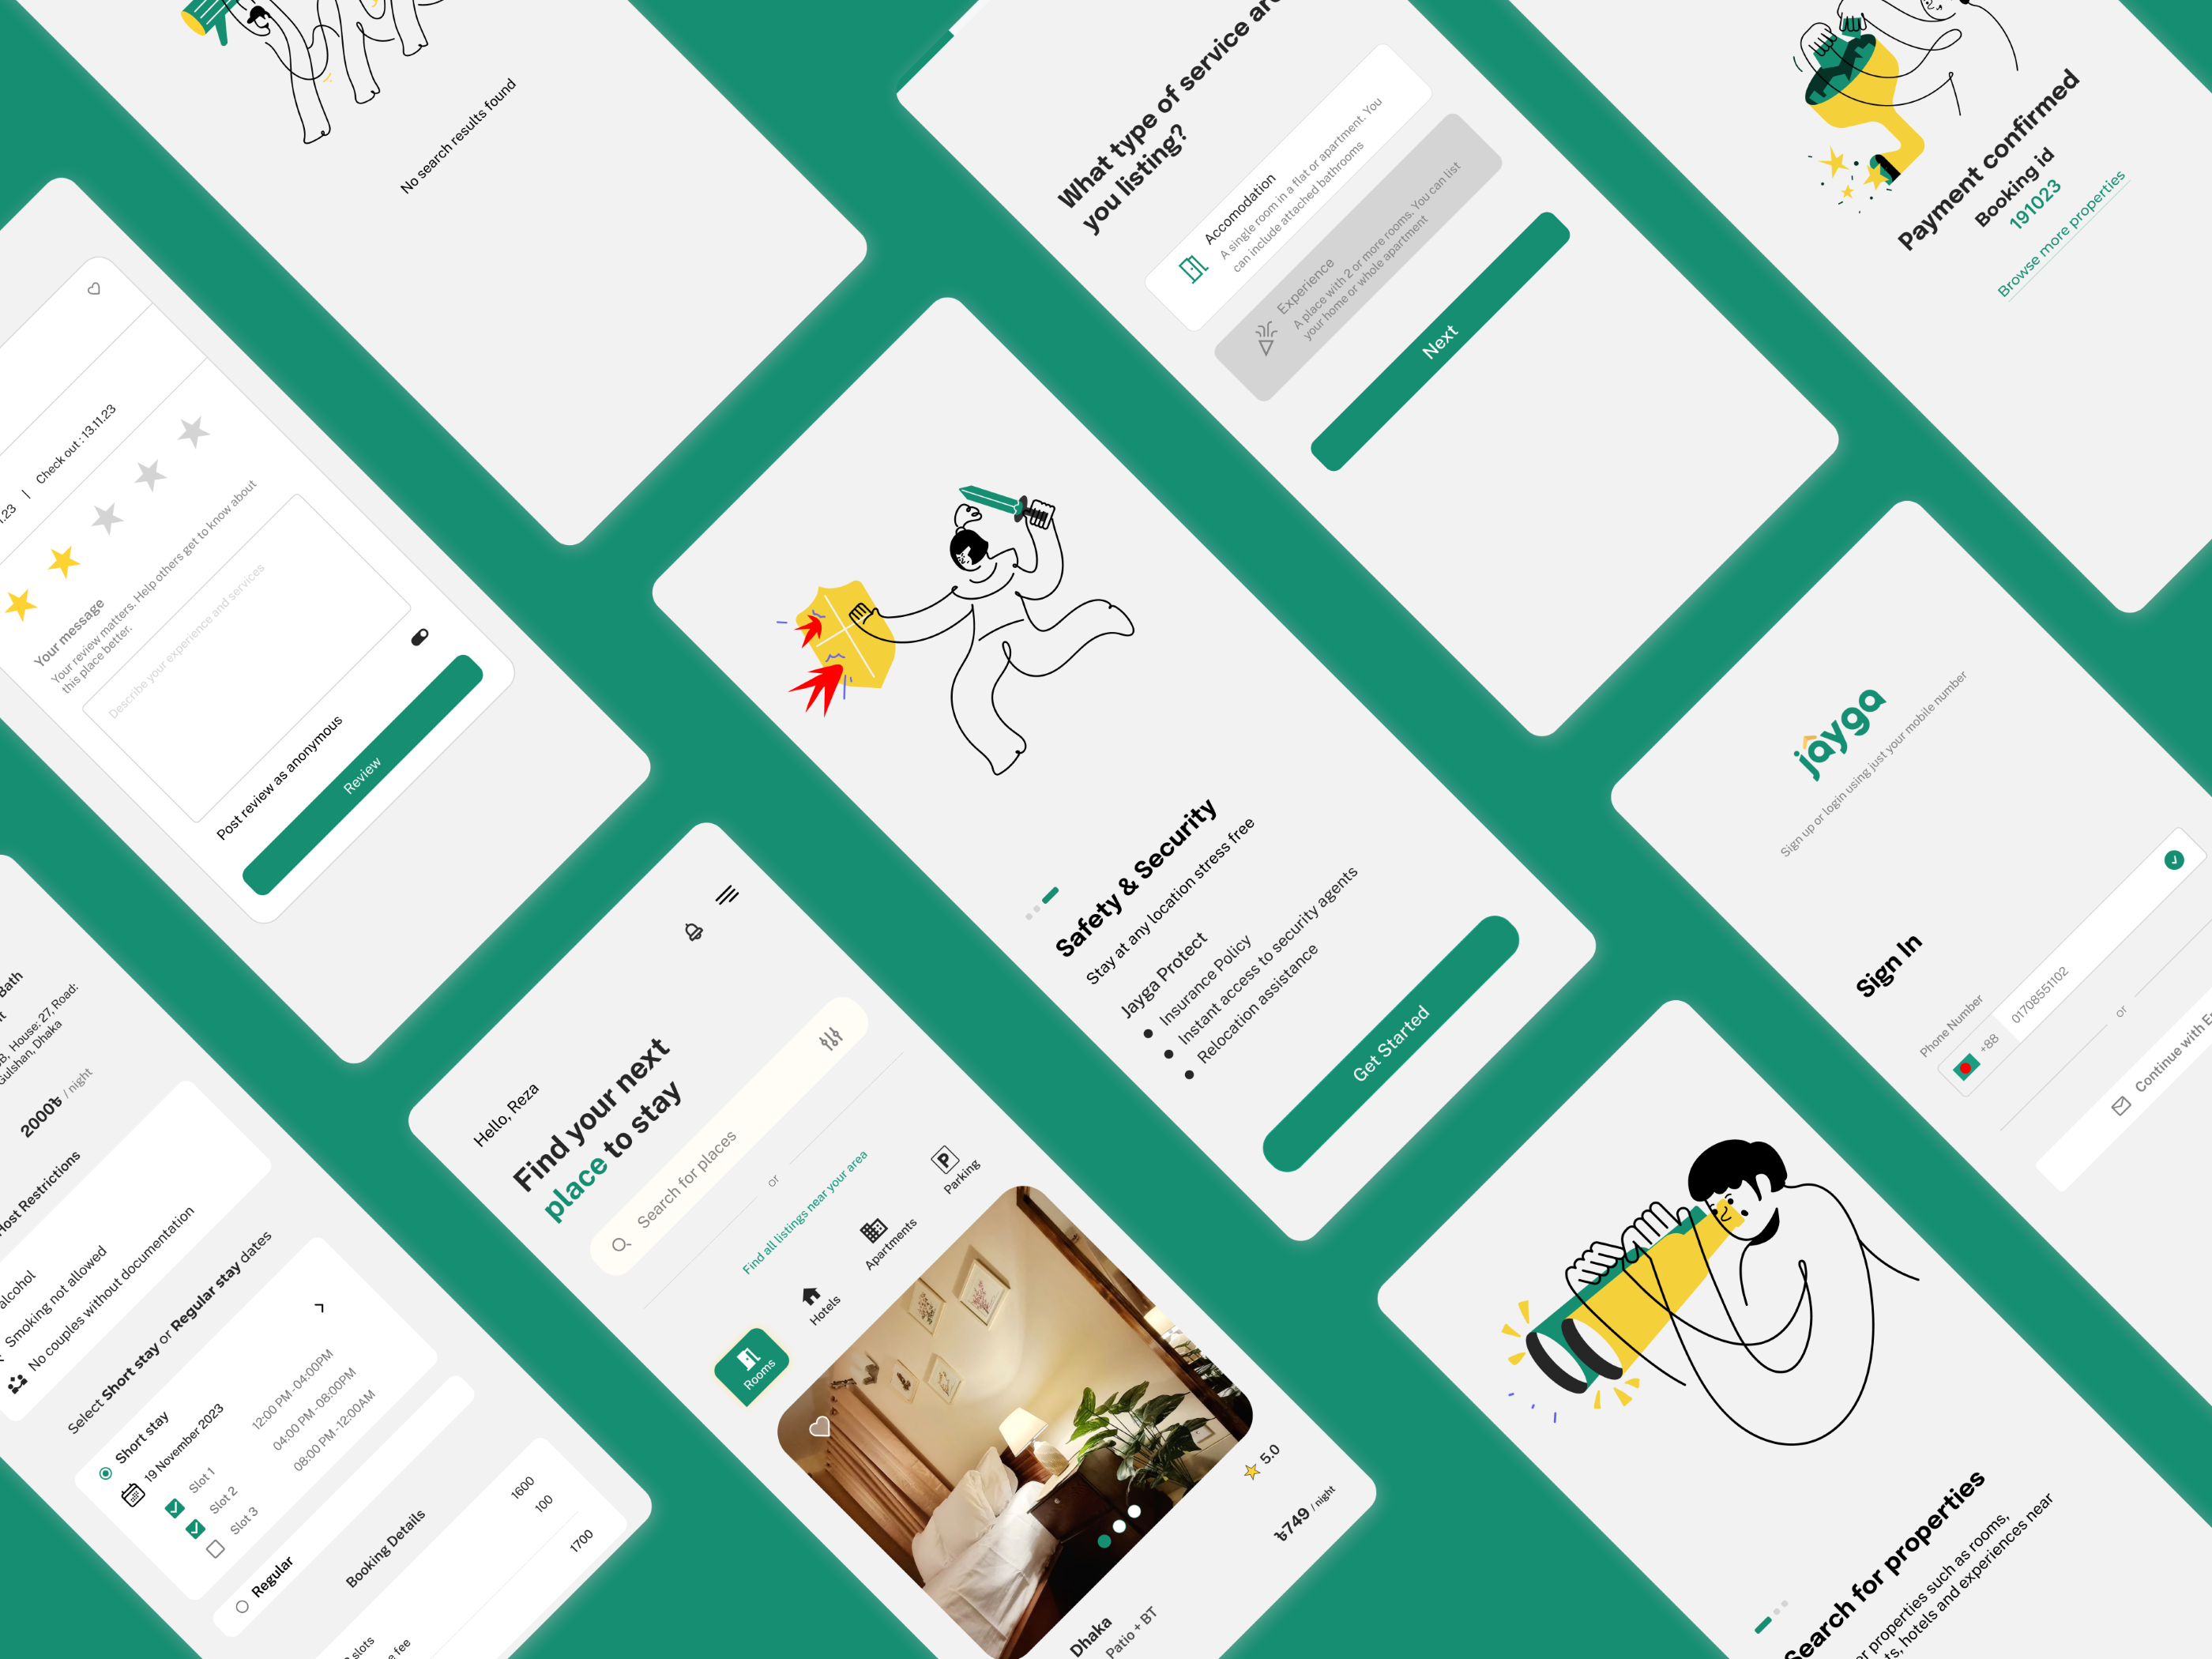 No search results found
What type of service are
you listing?
Accomodation
A single room in a flat or apartment. You
can include attached bathrooms
Experience
A place with 2 or more rooms. You can list
your home or whole apartment
Next
Payment confirmed
Booking id
191023
Browse more properties
.23 | Check out : 13.11.23
Your message
Your review matters. Help others get to know about
this place better.
Describe your experience and services
Post review as anonymous
Review
Safety & Security
Stay at any location stress free
Jayga Protect
Insurance Policy
Instant access to security agents
Relocation assistance
Get Started
jayga
Sign up or login using just your mobile number
Sign In
Phone Number
+88 01708551102
or
Continue with
Bath
House: 27, Road:
Gulshan, Dhaka
2000৳ / night
Host Restrictions
alcohol
Smoking not allowed
No couples without documentation
Select Short stay or Regular stay dates
Short stay
19 November 2023
Slot 1 12:00 PM-04:00PM
Slot 2 04:00 PM-08:00PM
Slot 3 08:00 PM-12:00AM
Regular
Booking Details
slots 1600
fee 100
1700
Hello, Reza
Find your next
place to stay
Search for places
or
Find all listings near your area
Rooms
Hotels
Apartments
P
Parking
5.0
৳749 / night
Dhaka
Patio + BT
Search for properties
properties such as rooms,
hotels and experiences near